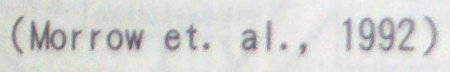 (Morrow et. al., 1992)